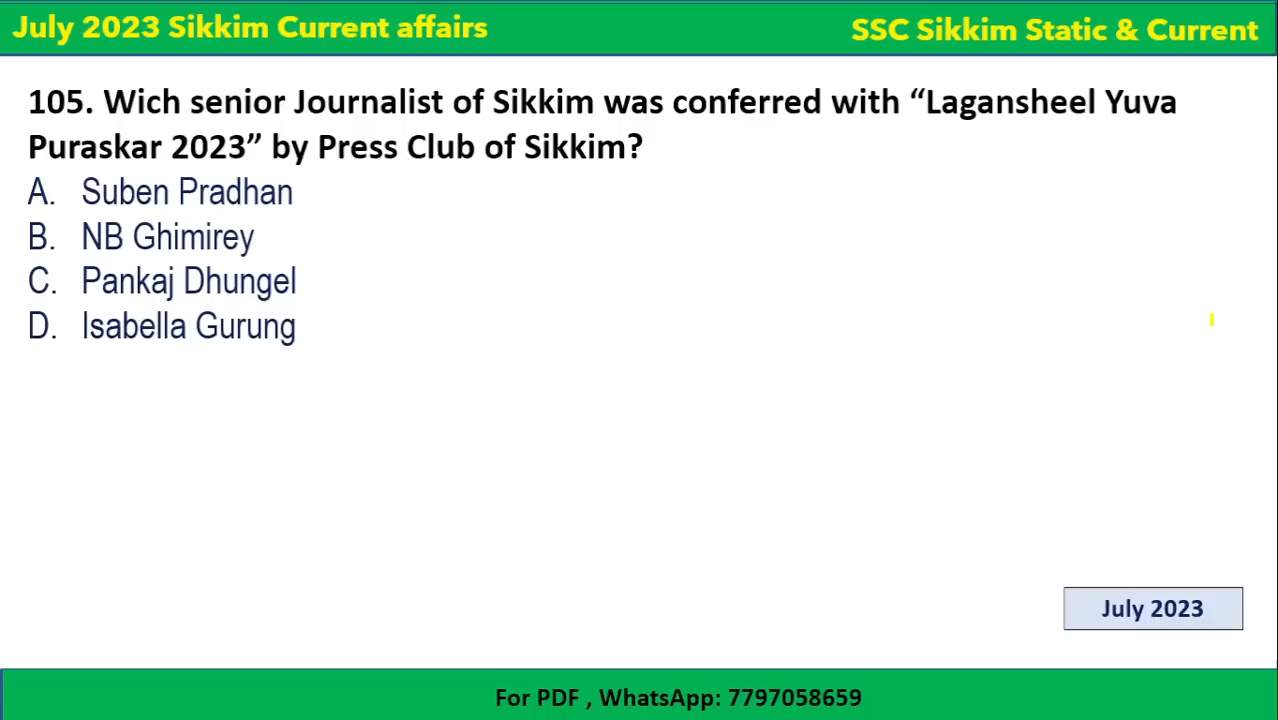 July 2023 Sikkim Current affairs
SSC Sikkim Static & Current
105. Wich senior Journalist of Sikkim was conferred with “Lagansheel Yuva
Puraskar 2023” by Press Club of Sikkim?
A. Suben Pradhan
B. NB Ghimirey
C. Pankaj Dhungel
D. Isabella Gurung
July 2023
For PDF , WhatsApp: 7797058659